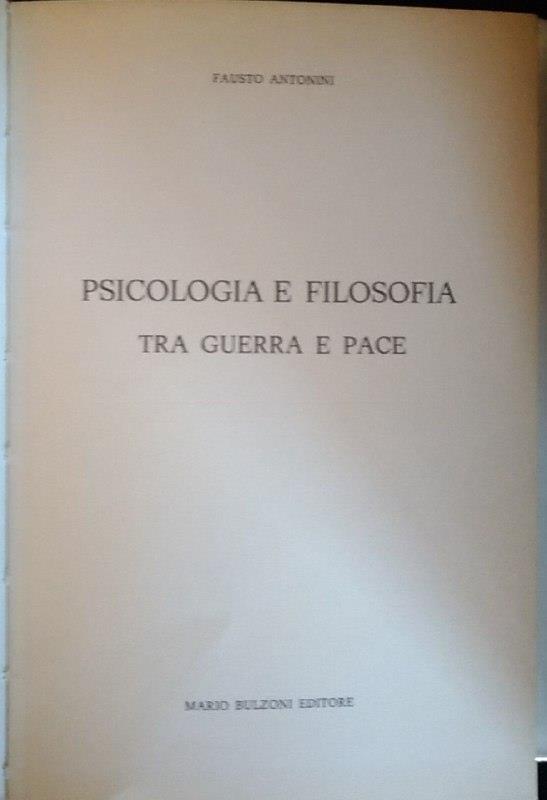 FAUSTO ANTONINI
PSICOLOGIA E FILOSOFIA
TRA GUERRA E PACE
MARIO BULZONI EDITORE